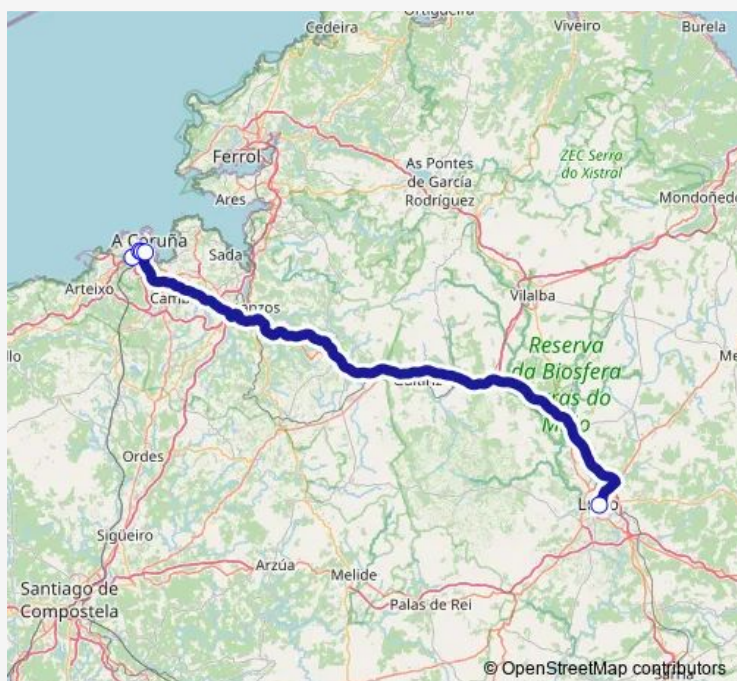 Cedeira
Viveiro
Burela
Ferrol
As Pontes
de García
Rodríguez
ZEC Serra
do Xistral
Mondoñedo
Ares
A Coruña
Sada
Arteixo
Vilalba
Reserva
da Biosfera
do
Ordes
Sigüeiro
Arzúa
Melide
Santiago de
Compostela
Palas de Rei
© OpenStreetMap contributors